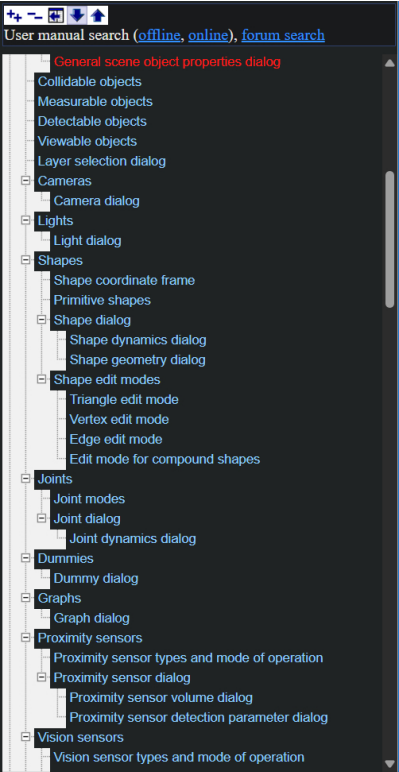 User manual search (offline, online), forum search
General scene object properties dialog
Collidable objects
Measurable objects
Detectable objects
Viewable objects
Layer selection dialog
Cameras
Camera dialog
Lights
Light dialog
Shapes
Shape coordinate frame
Primitive shapes
Shape dialog
Shape dynamics dialog
Shape geometry dialog
Shape edit modes
Triangle edit mode
Vertex edit mode
Edge edit mode
Edit mode for compound shapes
Joints
Joint modes
Joint dialog
Joint dynamics dialog
Dummies
Dummy dialog
Graphs
Graph dialog
Proximity sensors
Proximity sensor types and mode of operation
Proximity sensor dialog
Proximity sensor volume dialog
Proximity sensor detection parameter dialog
Vision sensors
Vision sensor types and mode of operation